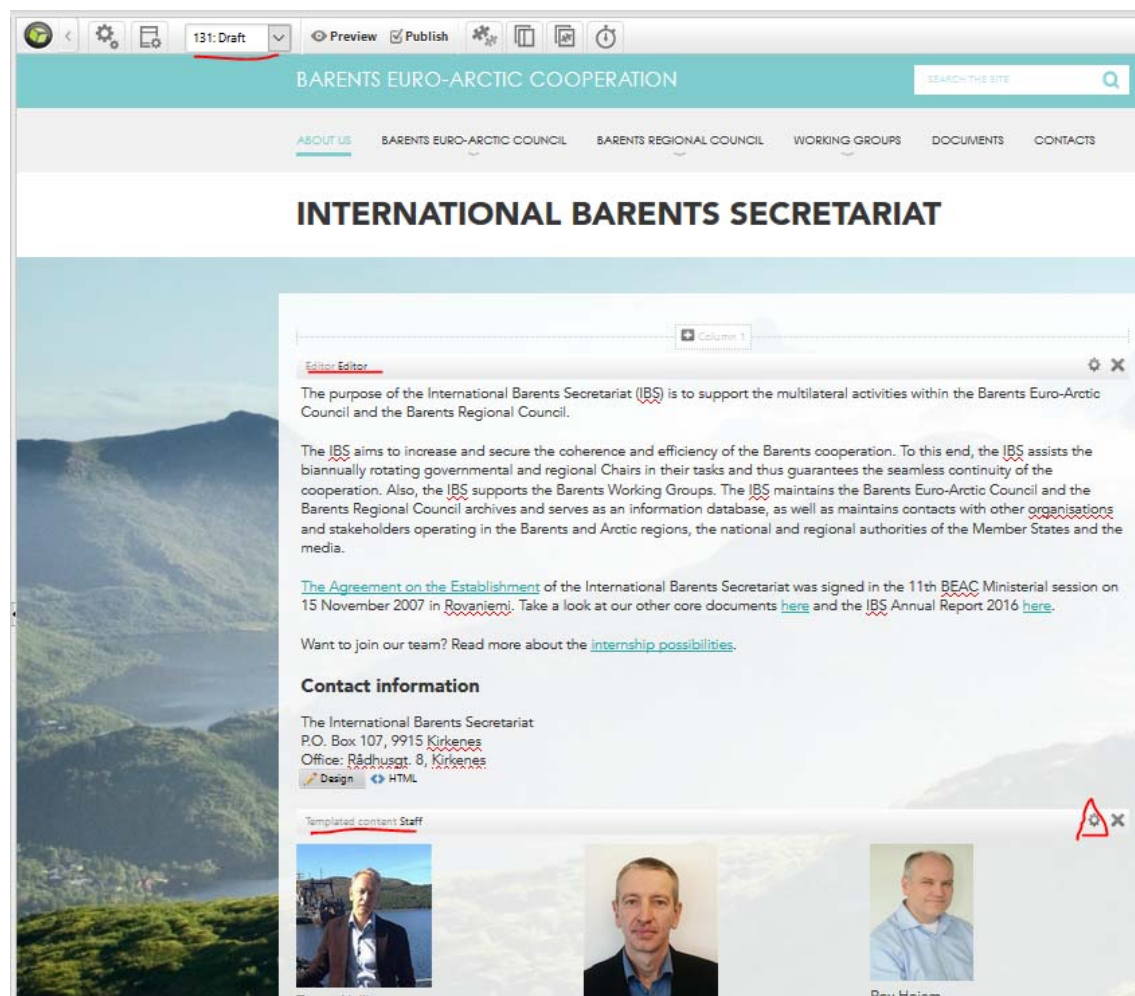 131: Draft
Preview
Publish
BARENTS EURO-ARCTIC COOPERATION
SEARCH THE SITE
ABOUT US
BARENTS EURO-ARCTIC COUNCIL
BARENTS REGIONAL COUNCIL
WORKING GROUPS
DOCUMENTS
CONTACTS
INTERNATIONAL BARENTS SECRETARIAT
Column 1
Editor Editor
The purpose of the International Barents Secretariat (IBS) is to support the multilateral activities within the Barents Euro-Arctic
Council and the Barents Regional Council.
The IBS aims to increase and secure the coherence and efficiency of the Barents cooperation. To this end, the IBS assists the
biannually rotating governmental and regional Chairs in their tasks and thus guarantees the seamless continuity of the
cooperation. Also, the IBS supports the Barents Working Groups. The IBS maintains the Barents Euro-Arctic Council and the
Barents Regional Council archives and serves as an information database, as well as maintains contacts with other organisations
and stakeholders operating in the Barents and Arctic regions, the national and regional authorities of the Member States and the
media.
The Agreement on the Establishment of the International Barents Secretariat was signed in the 11th BEAC Ministerial session on
15 November 2007 in Rovaniemi. Take a look at our other core documents here and the IBS Annual Report 2016 here.
Want to join our team? Read more about the internship possibilities.
Contact information
The International Barents Secretariat
P.O. Box 107, 9915 Kirkenes
Office: Rådhusgt. 8, Kirkenes
Design
HTML
Templated content Staff